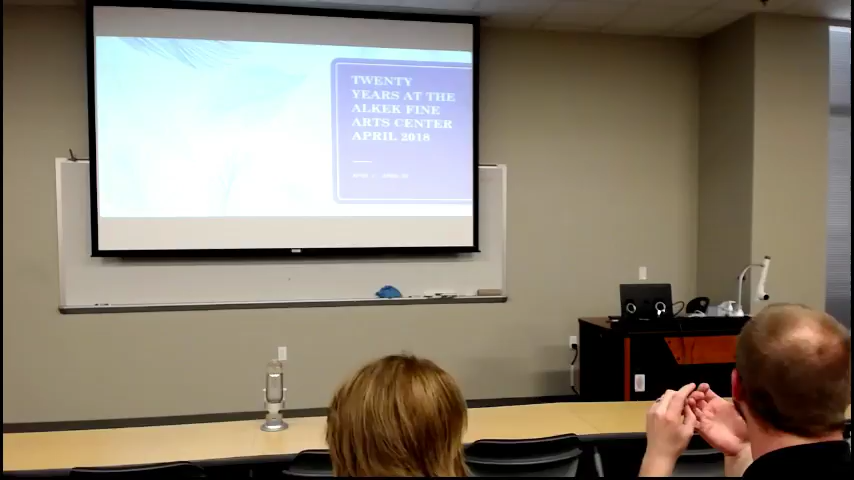 TWENTY
YEARS AT THE
ALKEK FINE
ARTS CENTER
APRIL 2018